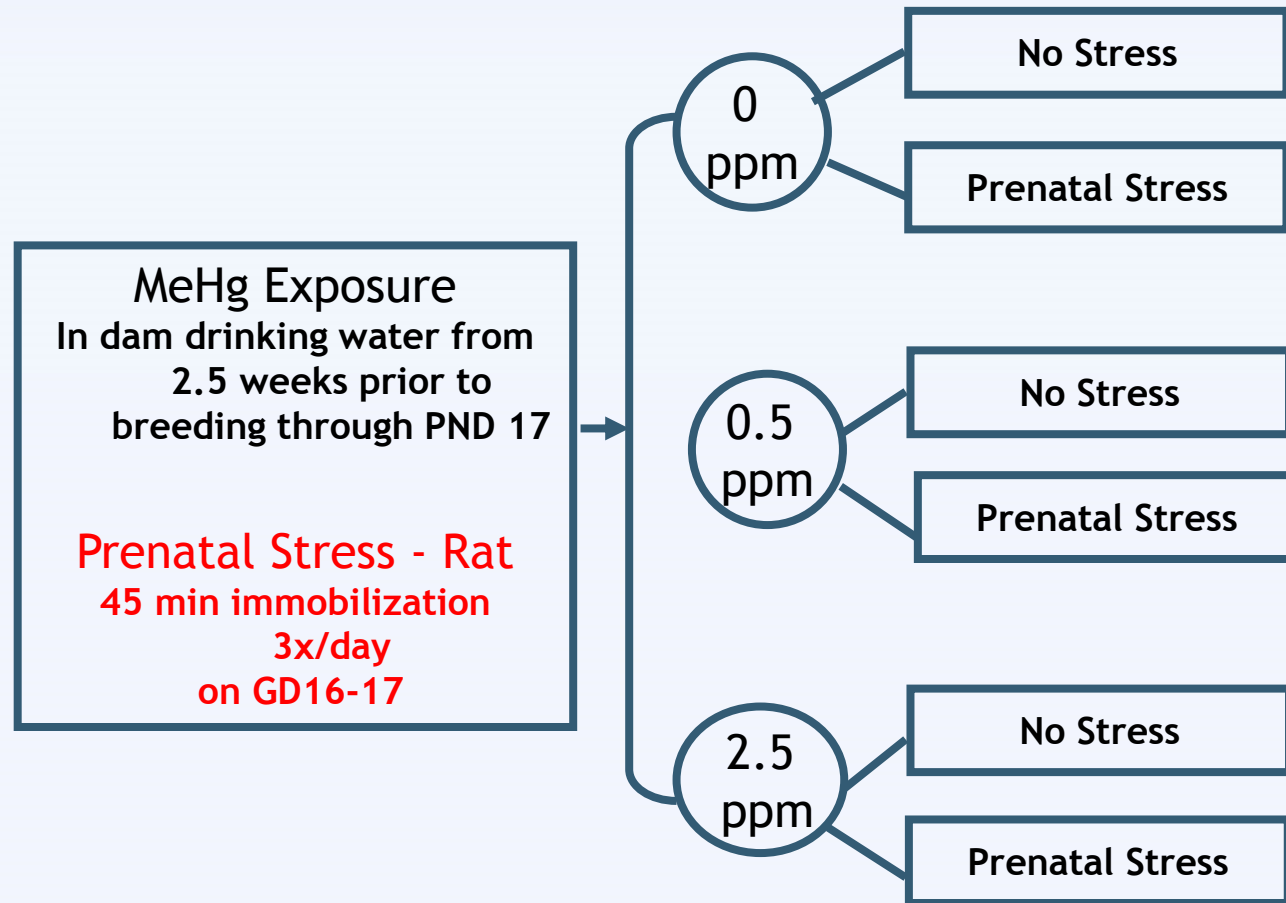 MeHg Exposure
In dam drinking water from
2.5 weeks prior to
breeding through PND 17
Prenatal Stress - Rat
45 min immobilization
3x/day
on GD16-17
0
ppm
No Stress
Prenatal Stress
0.5
ppm
No Stress
Prenatal Stress
2.5
ppm
No Stress
Prenatal Stress